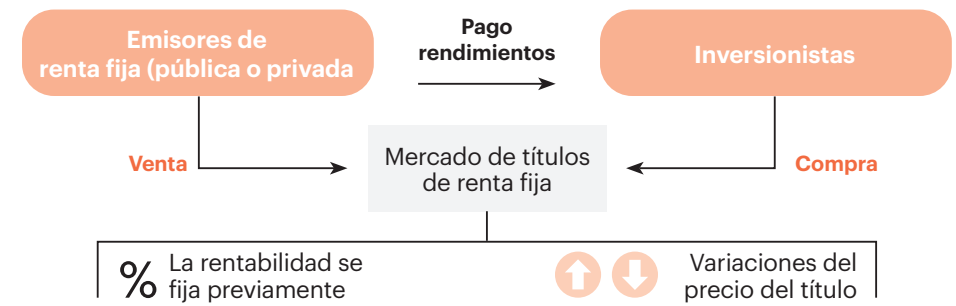 Emisores de
renta fija (pública o privada
Pago
rendimientos
Inversionistas
Venta
Mercado de títulos
de renta fija
Compra
% La rentabilidad se
fija previamente
Variaciones del
precio del título